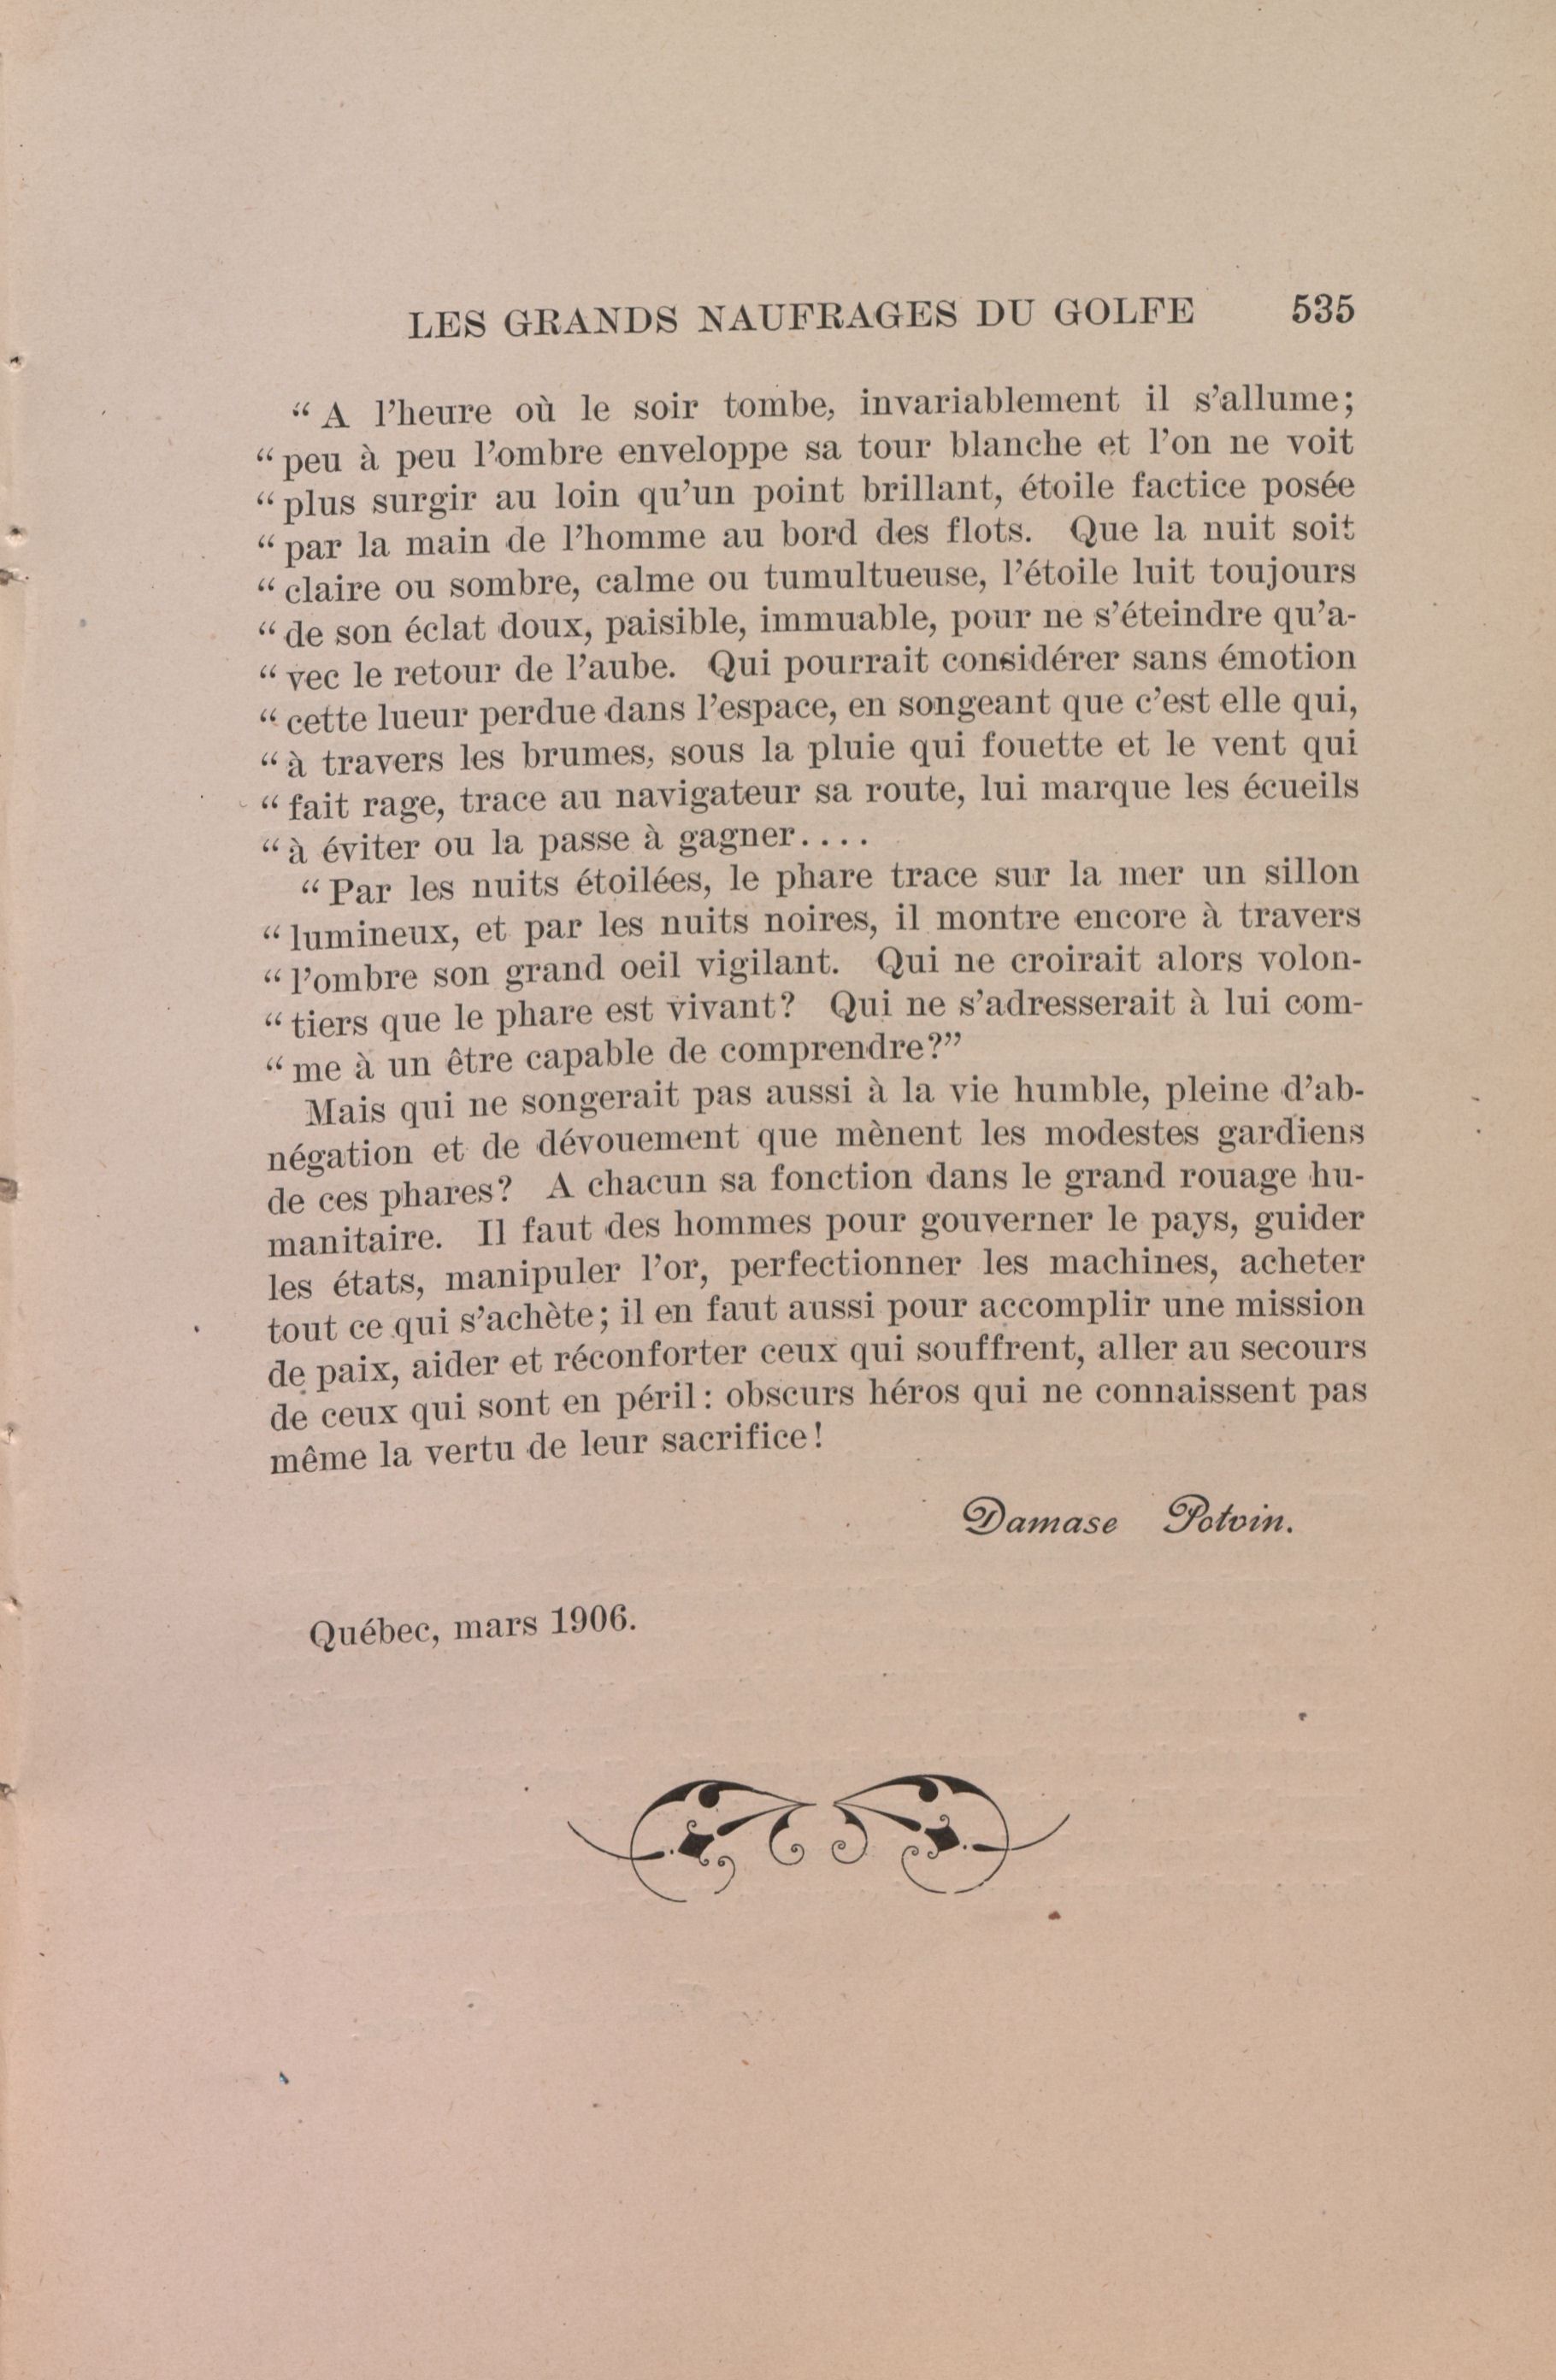 LES GRANDS NAUFRAGES DU GOLFE 535
“ A l’heure où le soir tombe, invariablement il s’allume;
“ peu à peu l’ombre enveloppe sa tour blanche et l’on ne voit
“ plus surgir au loin qu’un point brillant, étoile factice posée
“ par la main de l’homme au bord des flots. Que la nuit soit
“ claire ou sombre, calme ou tumultueuse, l’étoile luit toujours
“ de son éclat doux, paisible, immuable, pour ne s’éteindre qu’a-
“ vec le retour de l’aube. Qui pourrait considérer sans émotion
“ cette lueur perdue dans l’espace, en songeant que c’est elle qui,
“ à travers les brumes, sous la pluie qui fouette et le vent qui
“ fait rage, trace au navigateur sa route, lui marque les écueils
“ à éviter ou la passe à gagner....
“ Par les nuits étoilées, le phare trace sur la mer un sillon
“ lumineux, et par les nuits noires, il montre encore à travers
“ l’ombre son grand oeil vigilant. Qui ne croirait alors volon-
“ tiers que le phare est vivant? Qui ne s’adresserait à lui com-
“ me à un être capable de comprendre?”
Mais qui ne songerait pas aussi à la vie humble, pleine d’ab-
négation et de dévouement que mènent les modestes gardiens
de ces phares? A chacun sa fonction dans le grand rouage hu-
manitaire. Il faut des hommes pour gouverner le pays, guider
les états, manipuler l’or, perfectionner les machines, acheter
tout ce qui s’achète; il en faut aussi pour accomplir une mission
de paix, aider et réconforter ceux qui souffrent, aller au secours
de ceux qui sont en péril: obscurs héros qui ne connaissent pas
même la vertu de leur sacrifice!
Damase Potvin.
Québec, mars 1906.